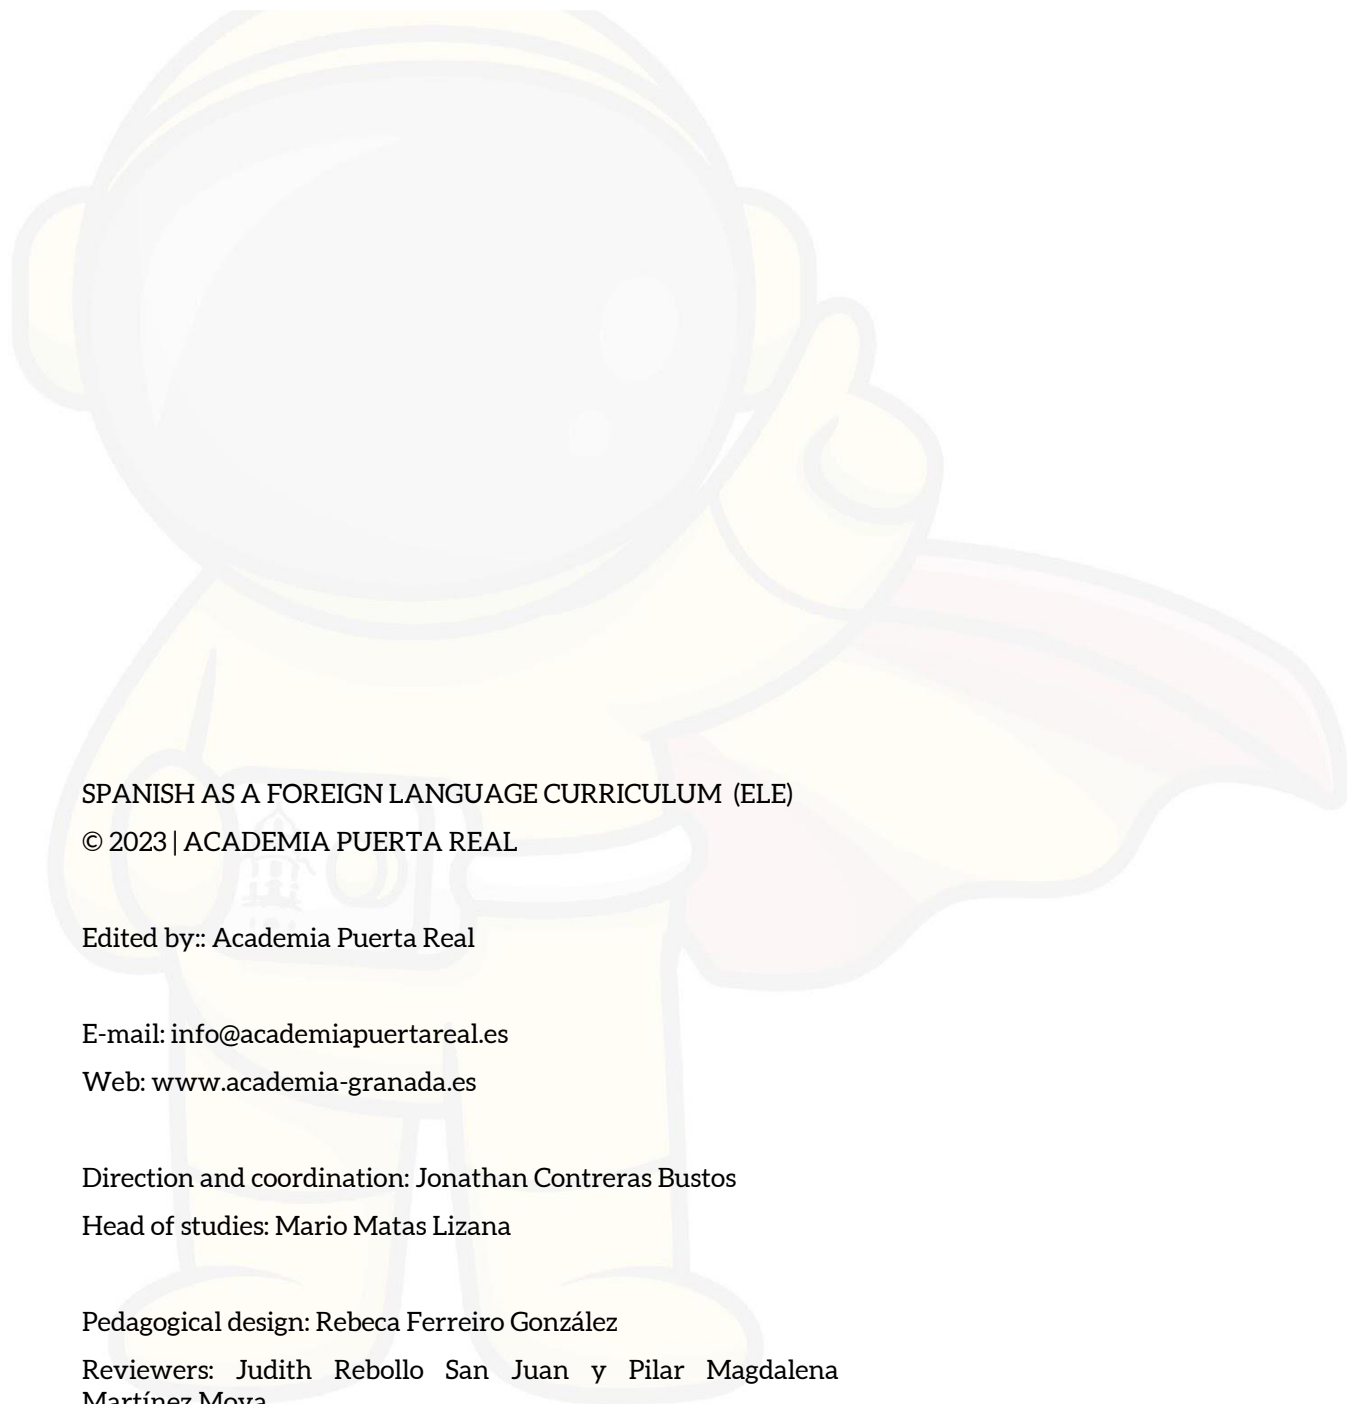 SPANISH AS A FOREIGN LANGUAGE CURRICULUM (ELE)
© 2023 | ACADEMIA PUERTA REAL
Edited by:: Academia Puerta Real
E-mail: info@academiapuertareal.es
Web: www.academia-granada.es
Direction and coordination: Jonathan Contreras Bustos
Head of studies: Mario Matas Lizana
Pedagogical design: Rebeca Ferreiro González
Reviewers: Judith Rebollo San Juan y Pilar Magdalena
Martínez Moya